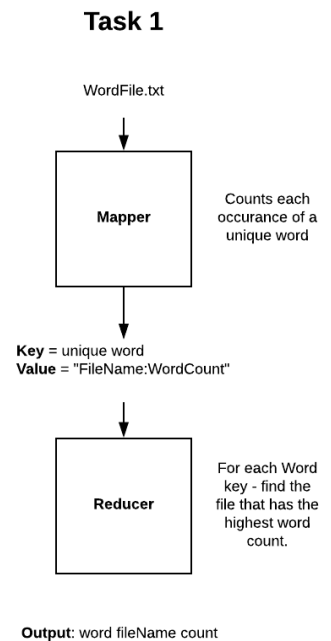 Task 1
WordFile.txt
Mapper
Counts each
occurance of a
unique word
Key = unique word
Value = "FileName:WordCount"
Reducer
For each Word
key - find the
file that has the
highest word
count.
Output: word fileName count